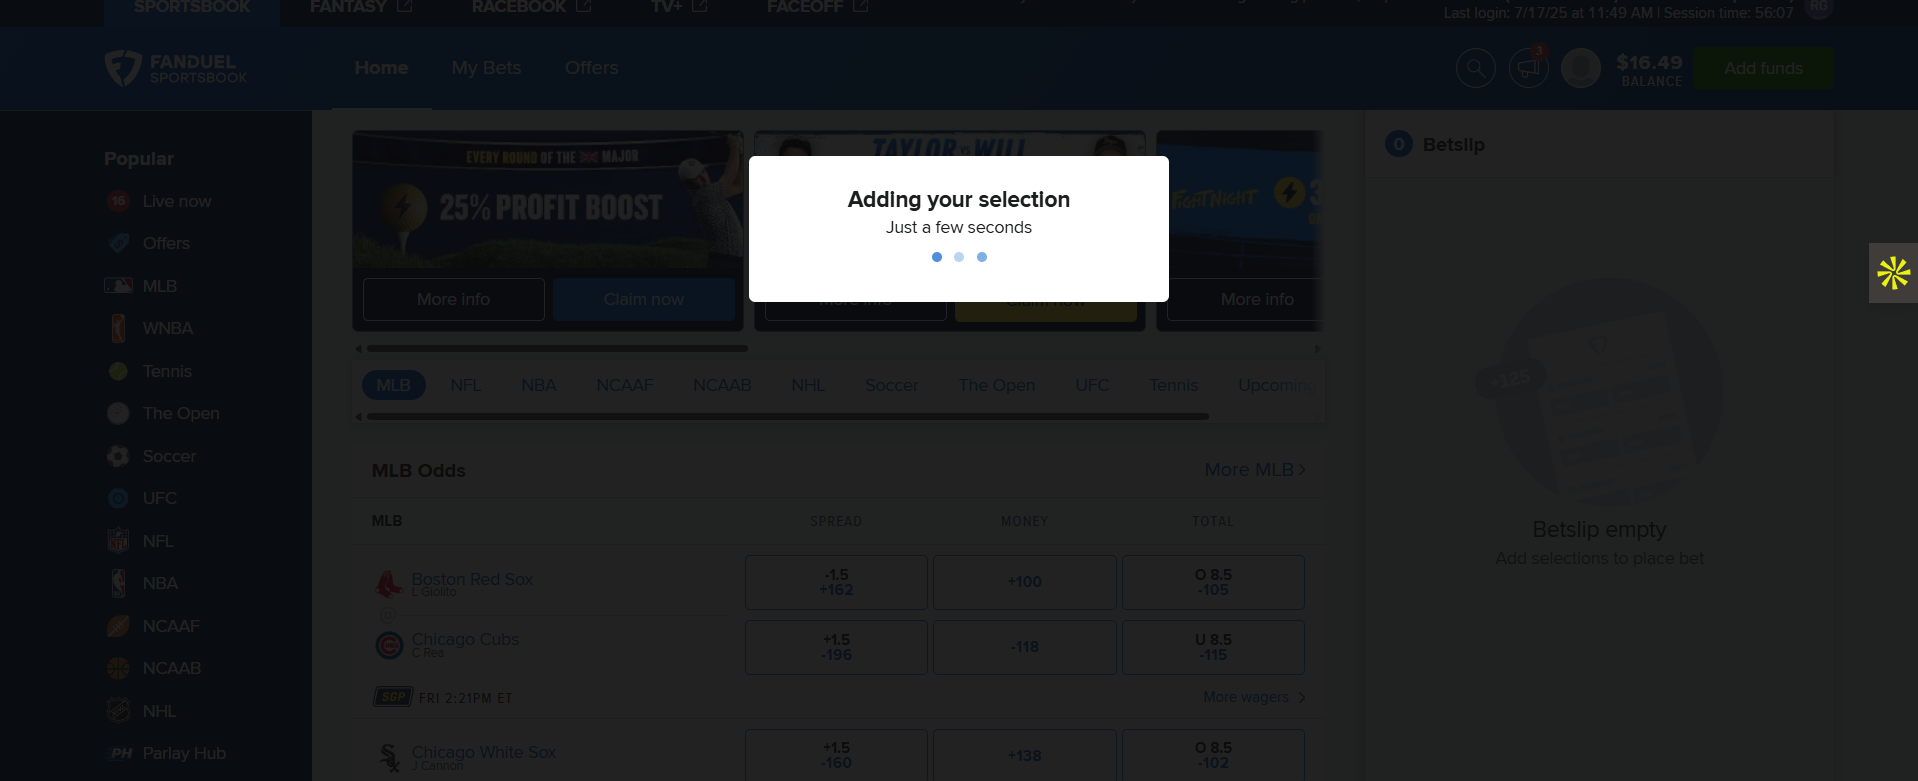 SPORTSBOOK
FANTASY
RACEBOOK
TV+
FACEOFF
Last login: 7/17/25 at 11:49 AM | Session time: 56:07
RG
FANDUEL
SPORTSBOOK
Home
My Bets
Offers
3
$16.49
BALANCE
Add funds
Popular
16
Live now
Offers
MLB
WNBA
Tennis
The Open
Soccer
UFC
NFL
NBA
NCAAF
NCAAB
NHL
PH
Parlay Hub
EVERY ROUND OF THE MAJOR
25% PROFIT BOOST
More info
Claim now
TAYLOR VS WILL
More info
Claim now
FIGHT NIGHT
More info
Adding your selection
Just a few seconds
MLB
NFL
NBA
NCAAF
NCAAB
NHL
Soccer
The Open
UFC
Tennis
Upcoming
MLB Odds
More MLB
MLB
SPREAD
MONEY
TOTAL
Boston Red Sox
L Giolito
-1.5
+162
+100
O 8.5
-105
@
Chicago Cubs
C Rea
+1.5
-196
-118
U 8.5
-115
SGP
FRI 2:21PM ET
More wagers
Chicago White Sox
J Cannon
+1.5
-160
+138
O 8.5
-102
0
Betslip
+125
Betslip empty
Add selections to place bet